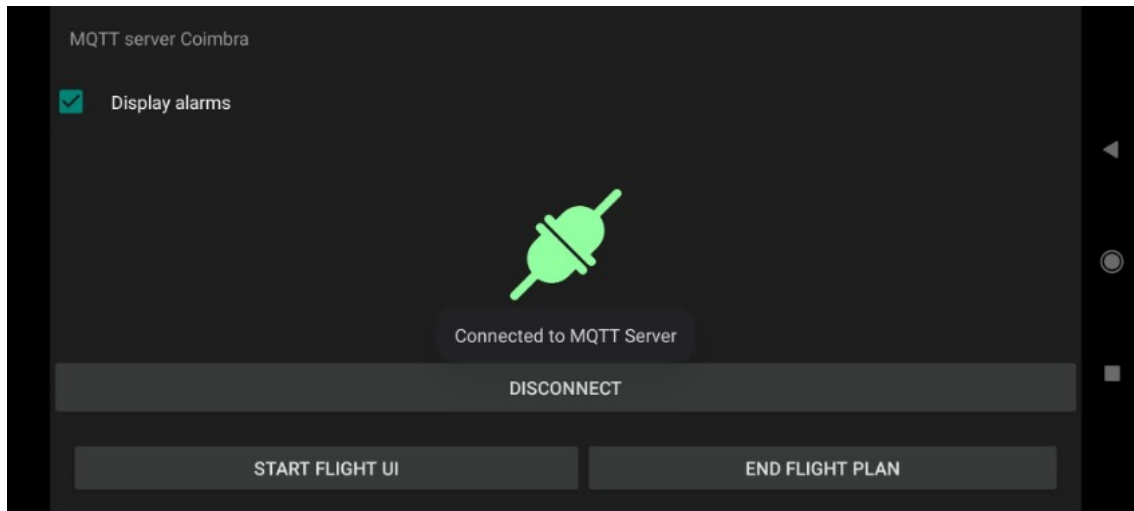 MQTT server Coimbra
Display alarms
Connected to MQTT Server
DISCONNECT
START FLIGHT UI
END FLIGHT PLAN